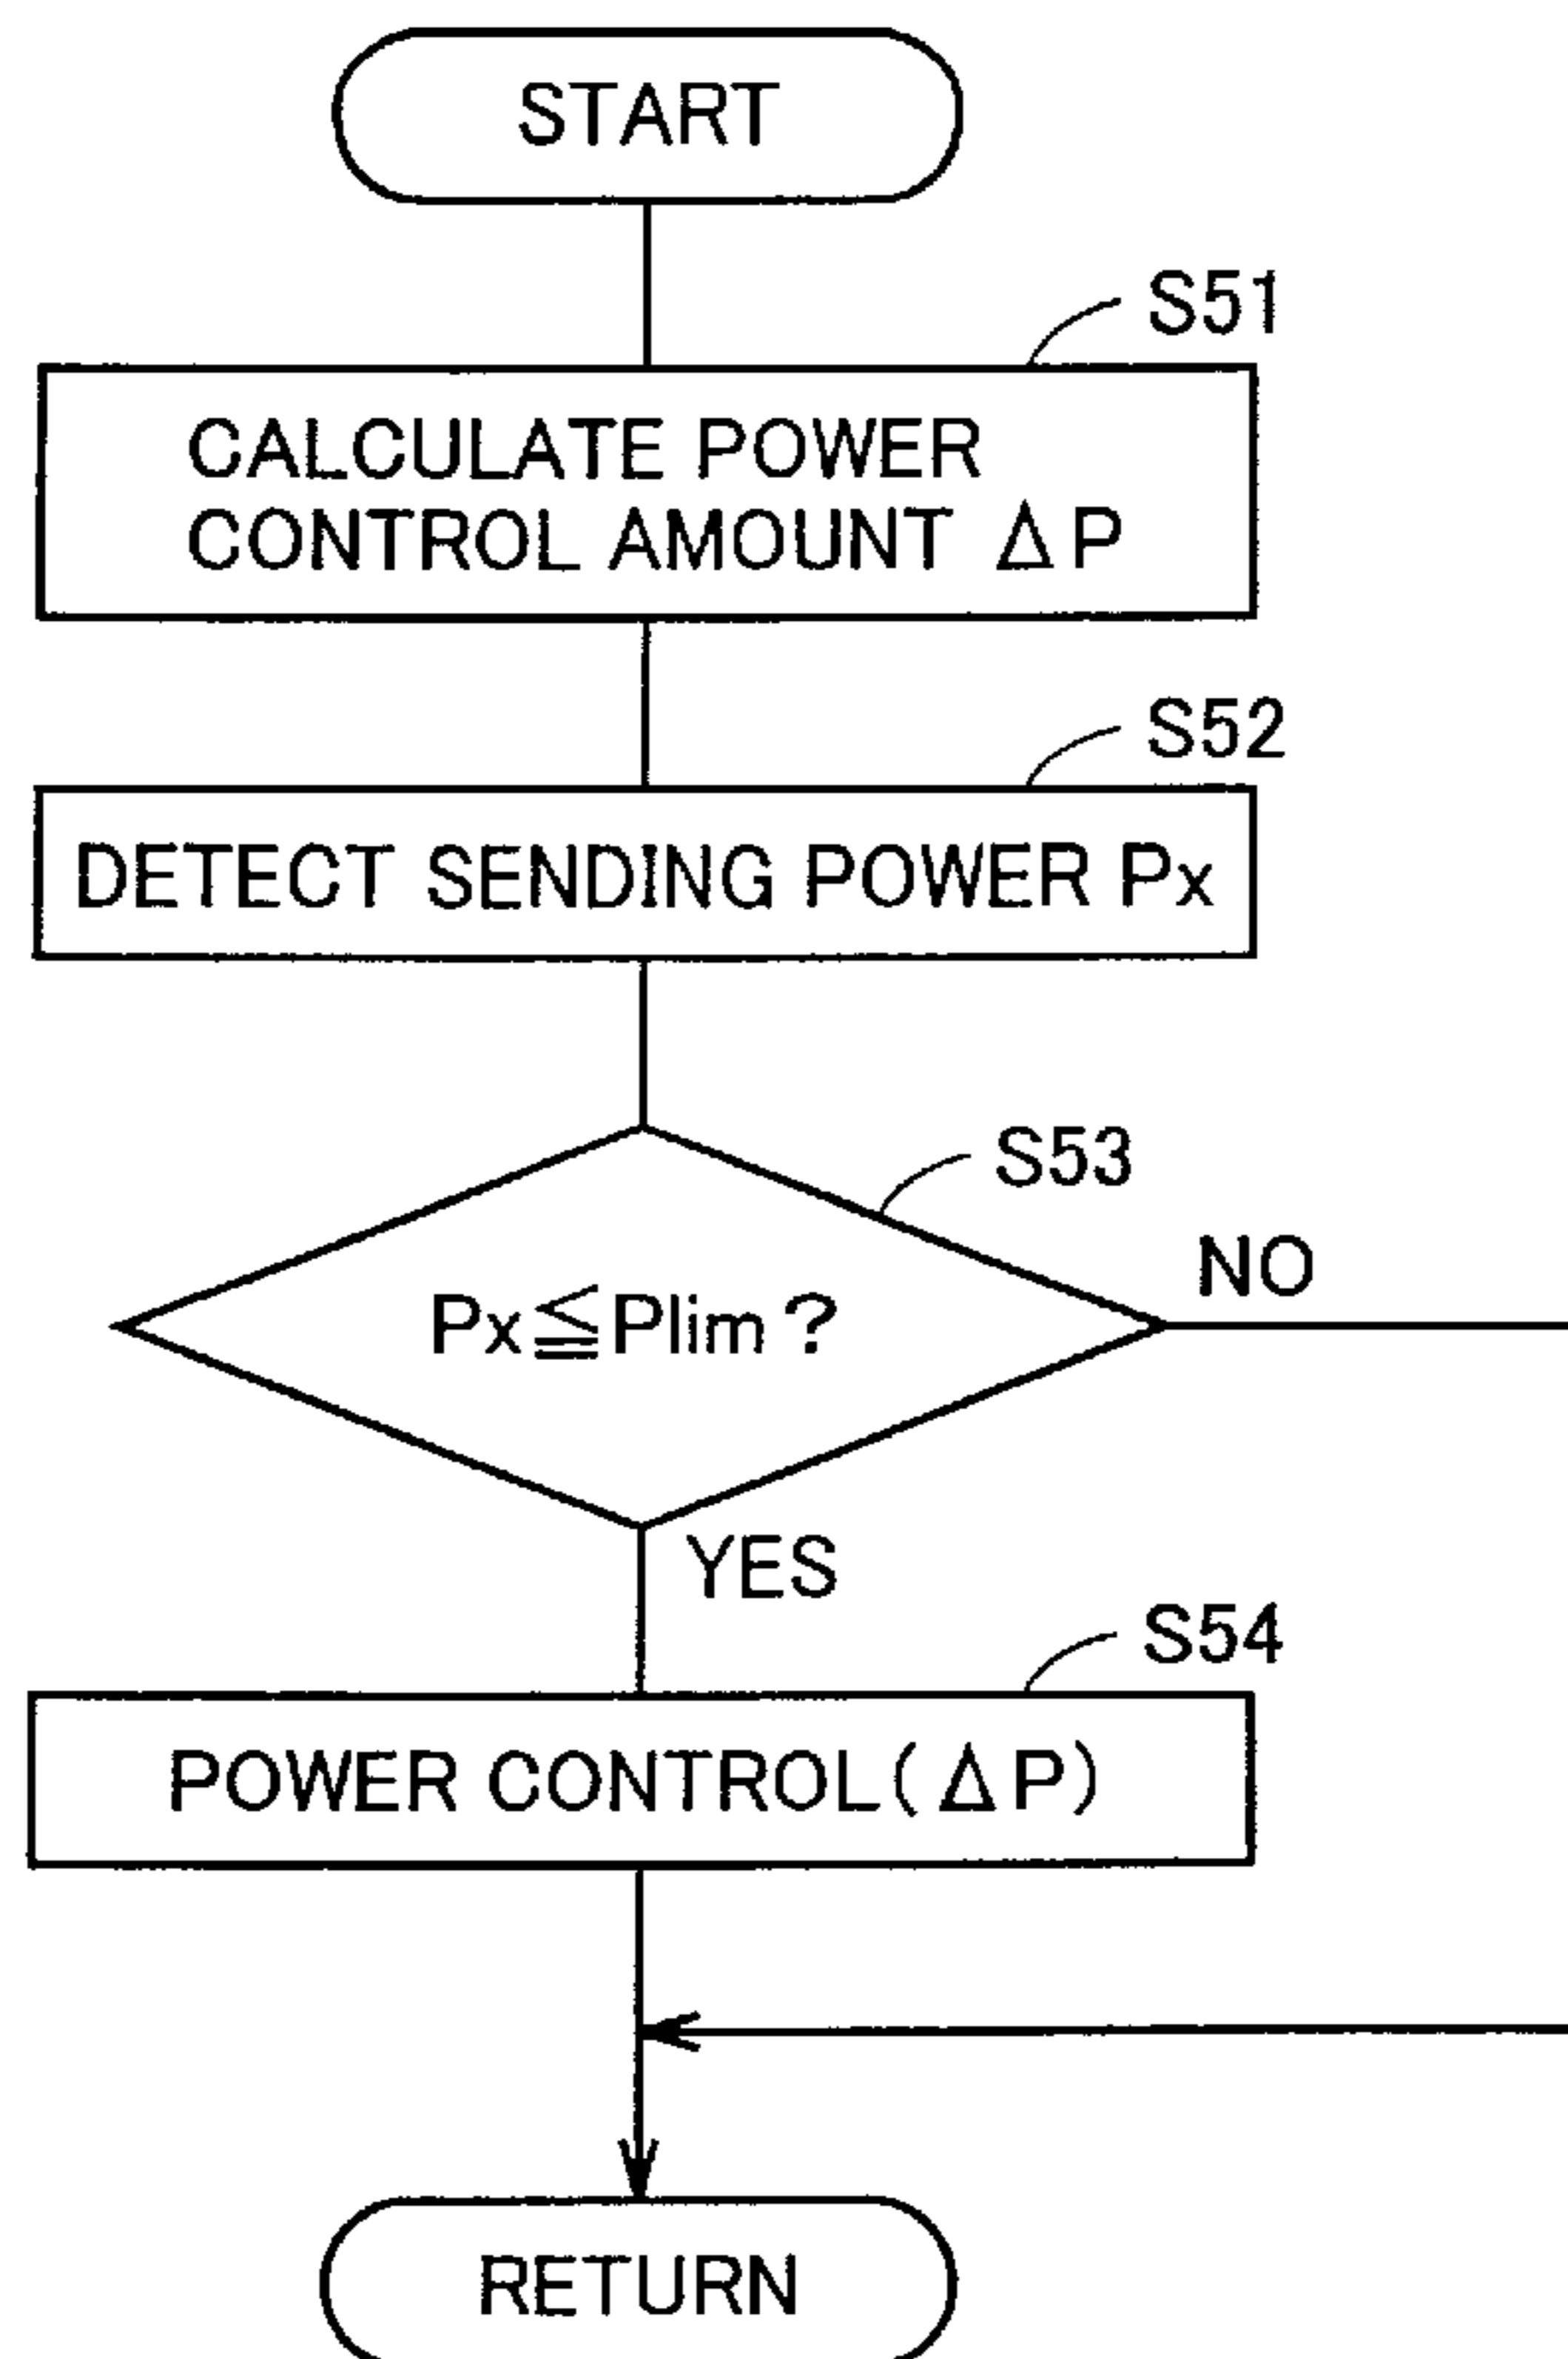 START
S51
CALCULATE POWER
CONTROL AMOUNT ΔP
S52
DETECT SENDING POWER Px
S53
Px≦Plim?
NO
YES
S54
POWER CONTROL(ΔP)
RETURN